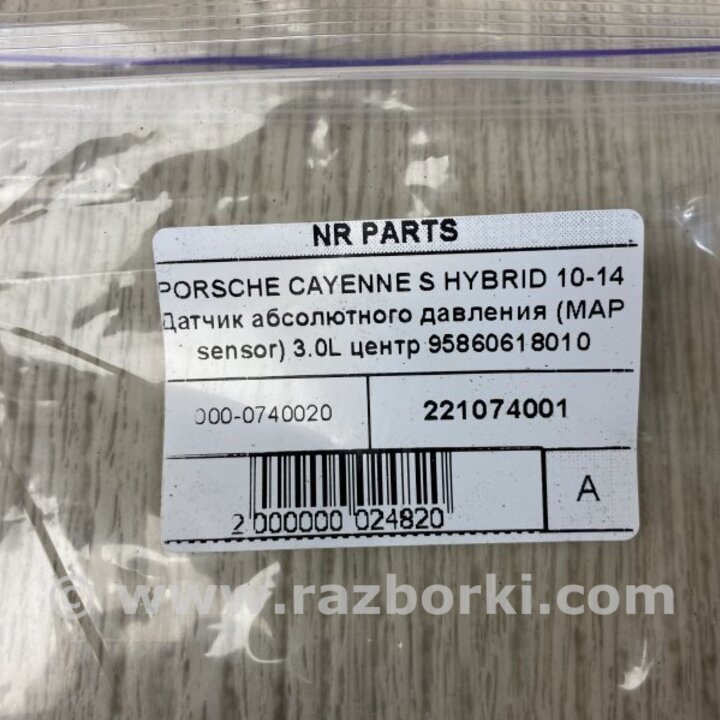 NR PARTS
PORSCHE CAYENNE S HYBRID 10-14
Датчик абсолютного давления (MAP
sensor) 3.0L центр 95860618010
000-0740020
221074001
2 000000 024820
A
© www.razborki.com